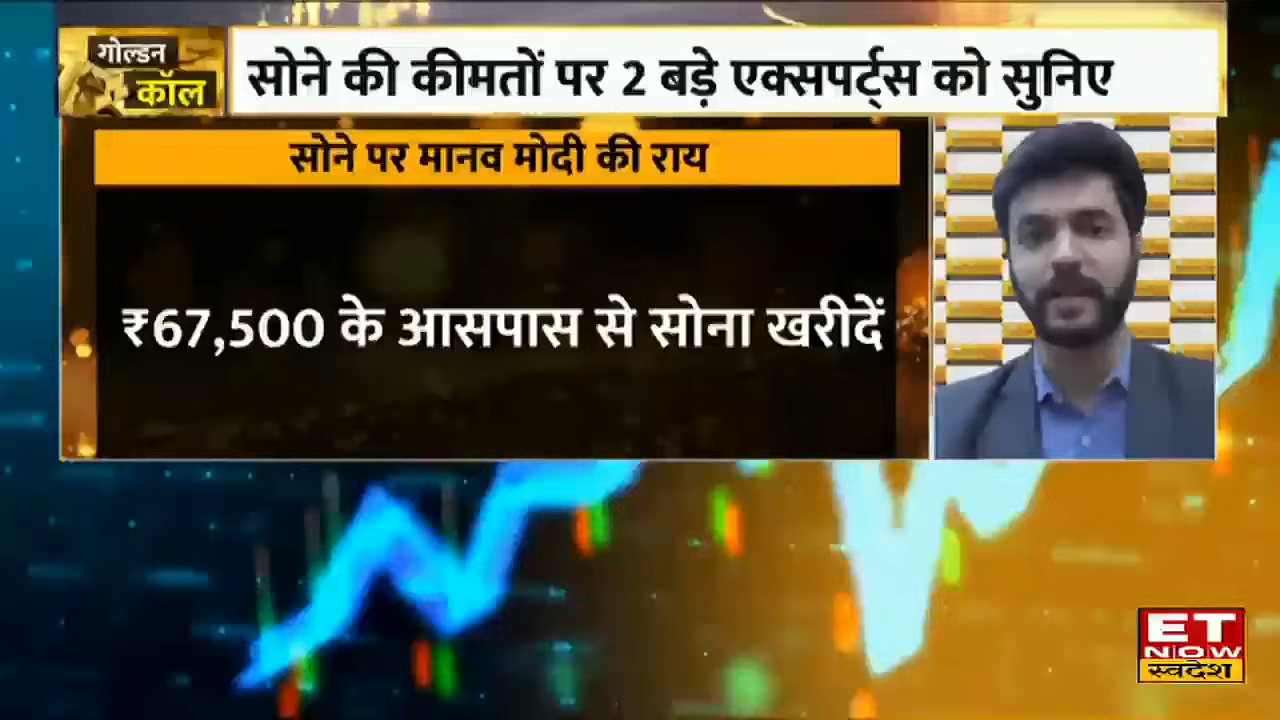 गोल्डन
कॉल
सोने की कीमतों पर 2 बड़े एक्सपर्ट्स को सुनिए
सोने पर मानव मोदी की राय
₹67,500 के आसपास से सोना खरीदें
ET
NOW
स्वदेश